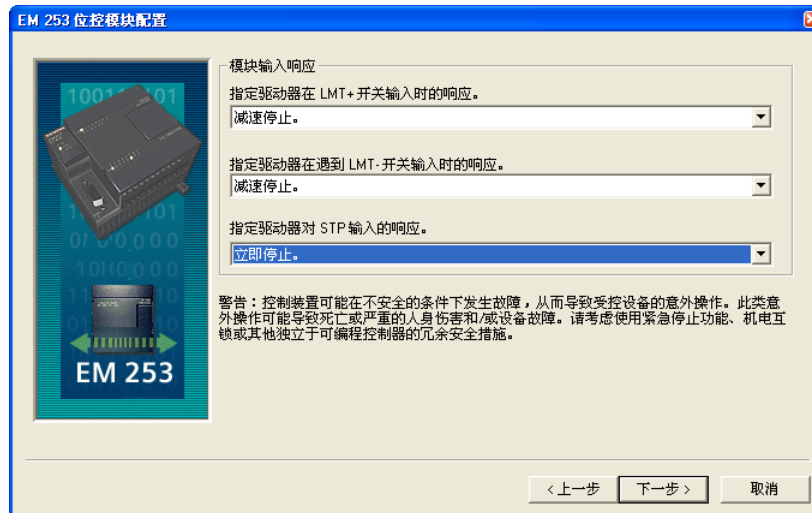 EM 253 位控模块配置
模块输入响应
指定驱动器在 LMT+ 开关输入时的响应。
减速停止。
指定驱动器在遇到 LMT- 开关输入时的响应。
减速停止。
指定驱动器对 STP 输入的响应。
立即停止。
警告：控制装置可能在不安全的条件下发生故障，从而导致受控设备的意外操作。此类意
外操作可能导致死亡或严重的人身伤害和/或设备故障。请考虑使用紧急停止功能、机电互
锁或其他独立于可编程控制器的冗余安全措施。
EM 253
<上一步
下一步>
取消